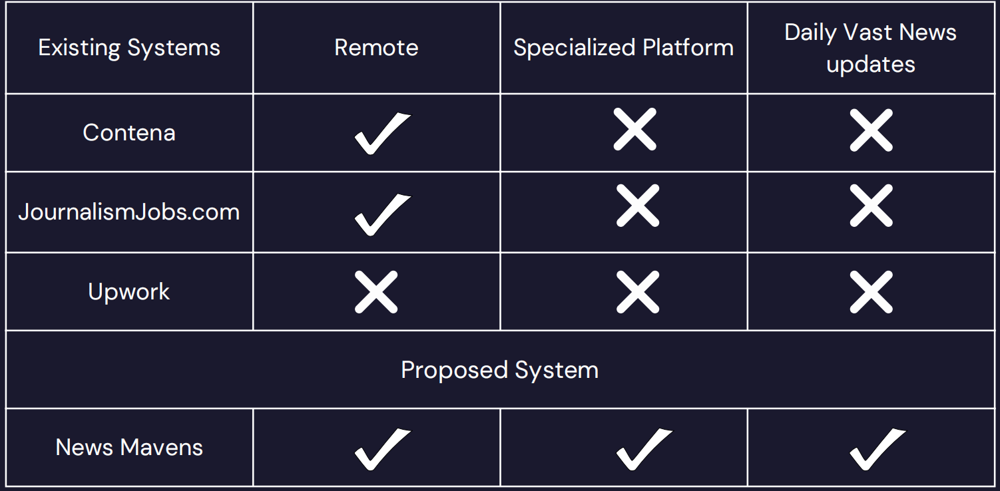 Existing Systems
Remote
Specialized Platform
Daily Vast News
updates
Contena
JournalismJobs.com
Upwork
Proposed System
News Mavens